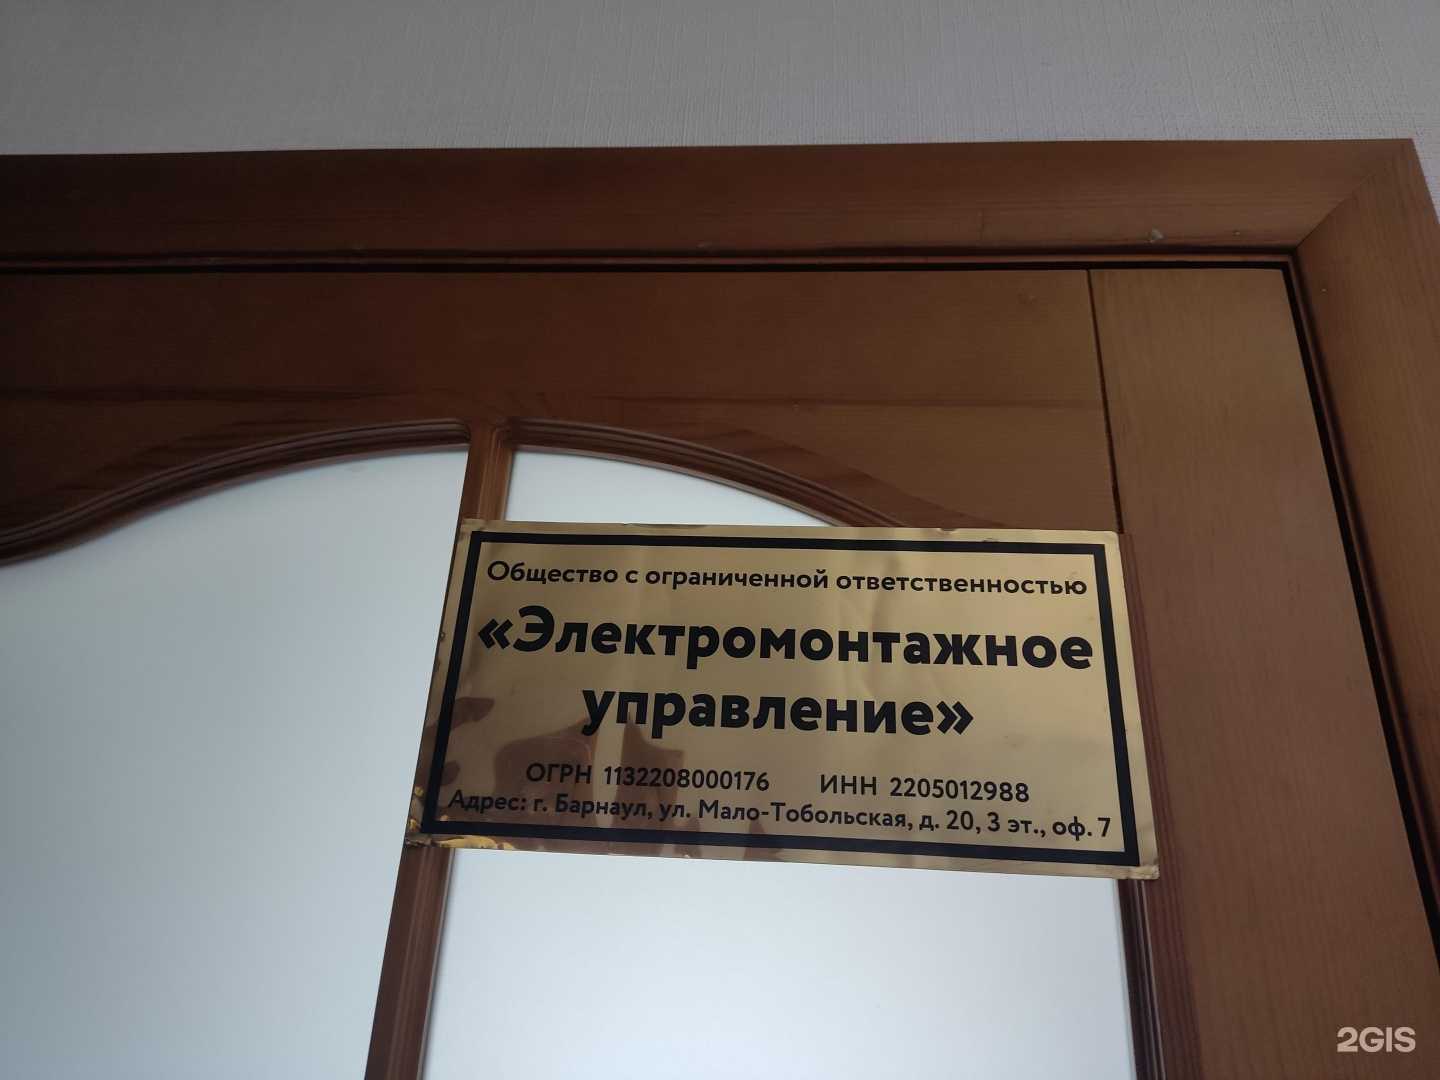 Общество с ограниченной ответственностью
«Электромонтажное
управление»
ОГРН 1132208000176 ИНН 2205012988
Адрес: г. Барнаул, ул. Мало-Тобольская, д. 20, 3 эт., оф. 7
2GIS